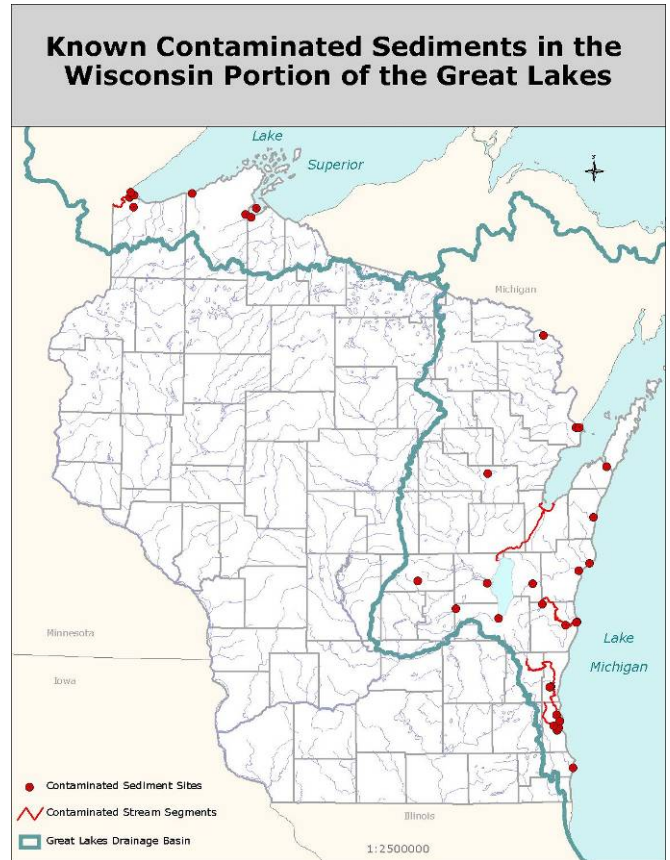 Known Contaminated Sediments in the
Wisconsin Portion of the Great Lakes
Lake
Superior
Michigan
Minnesota
Iowa
Lake
Michigan
Contaminated Sediment Sites
Contaminated Stream Segments
Great Lakes Drainage Basin
Illinois
1:2500000